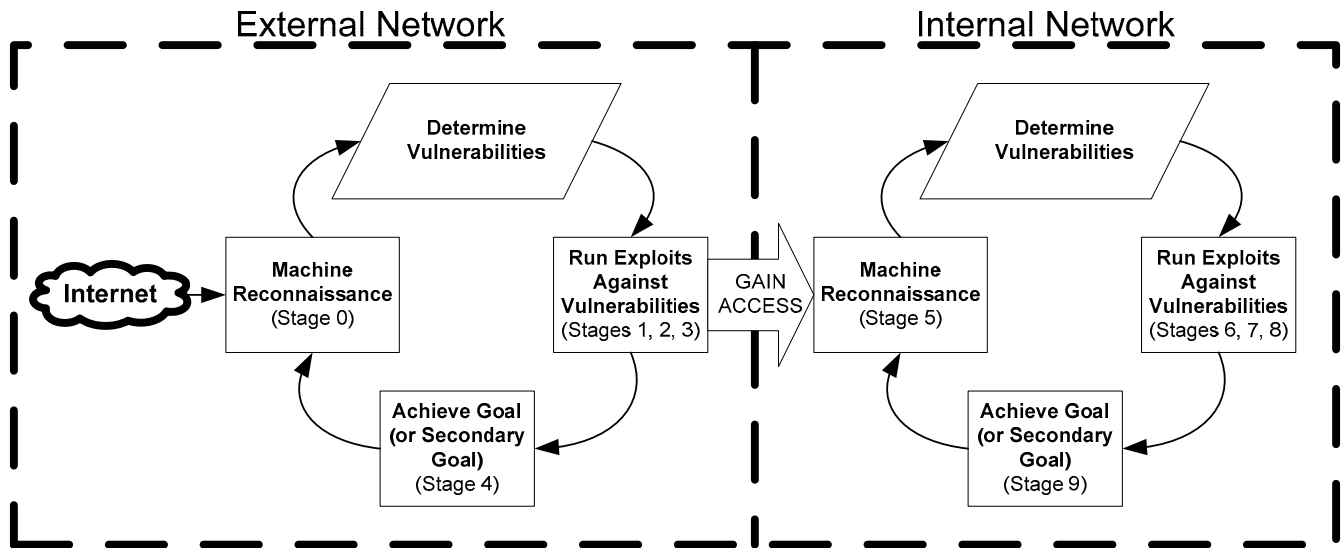 External Network
Internal Network
Determine
Vulnerabilities
Determine
Vulnerabilities
Internet
Machine
Reconnaissance
(Stage 0)
Run Exploits
Against
Vulnerabilities
(Stages 1, 2, 3)
GAIN
ACCESS
Machine
Reconnaissance
(Stage 5)
Run Exploits
Against
Vulnerabilities
(Stages 6, 7, 8)
Achieve Goal
(or Secondary
Goal)
(Stage 4)
Achieve Goal
(or Secondary
Goal)
(Stage 9)